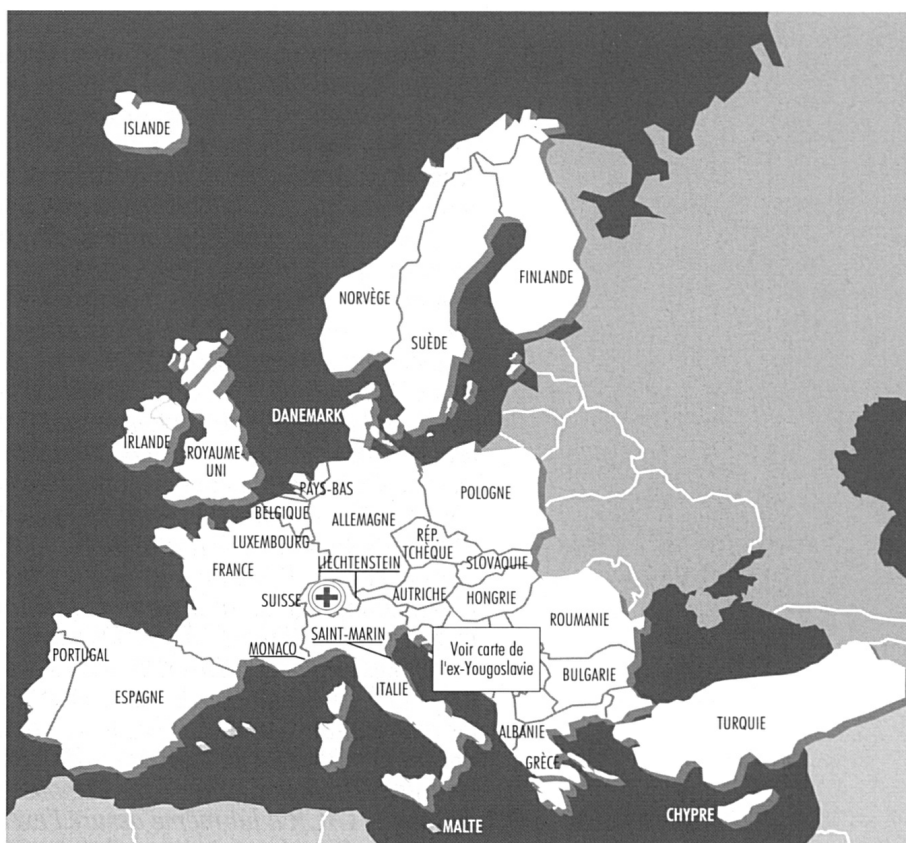 ISLANDE
NORVÈGE
FINLANDE
SUÈDE
DANEMARK
IRLANDE
ROYAUME-
UNI
PAYS-BAS
POLOGNE
BELGIQUE
ALLEMAGNE
LUXEMBOURG
RÉP.
TCHÈQUE
SLOVAQUIE
FRANCE
LIECHTENSTEIN
SUISSE
AUTRICHE
HONGRIE
ROUMANIE
SAINT-MARIN
MONACO
Voir carte de
l'ex-Yougoslavie
PORTUGAL
ESPAGNE
ITALIE
BULGARIE
ALBANIE
TURQUIE
GRÈCE
MALTE
CHYPRE